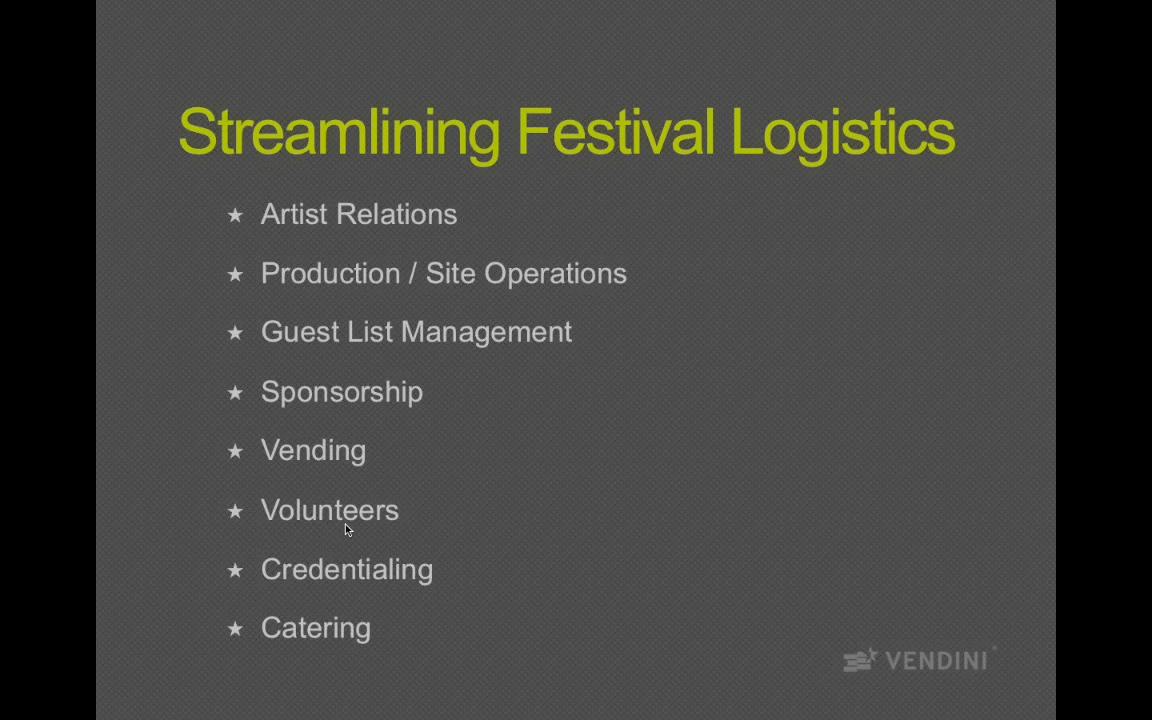 Streamlining Festival Logistics
★ Artist Relations
★ Production / Site Operations
★ Guest List Management
★ Sponsorship
★ Vending
★ Volunteers
★ Credentialing
★ Catering
VENDINI